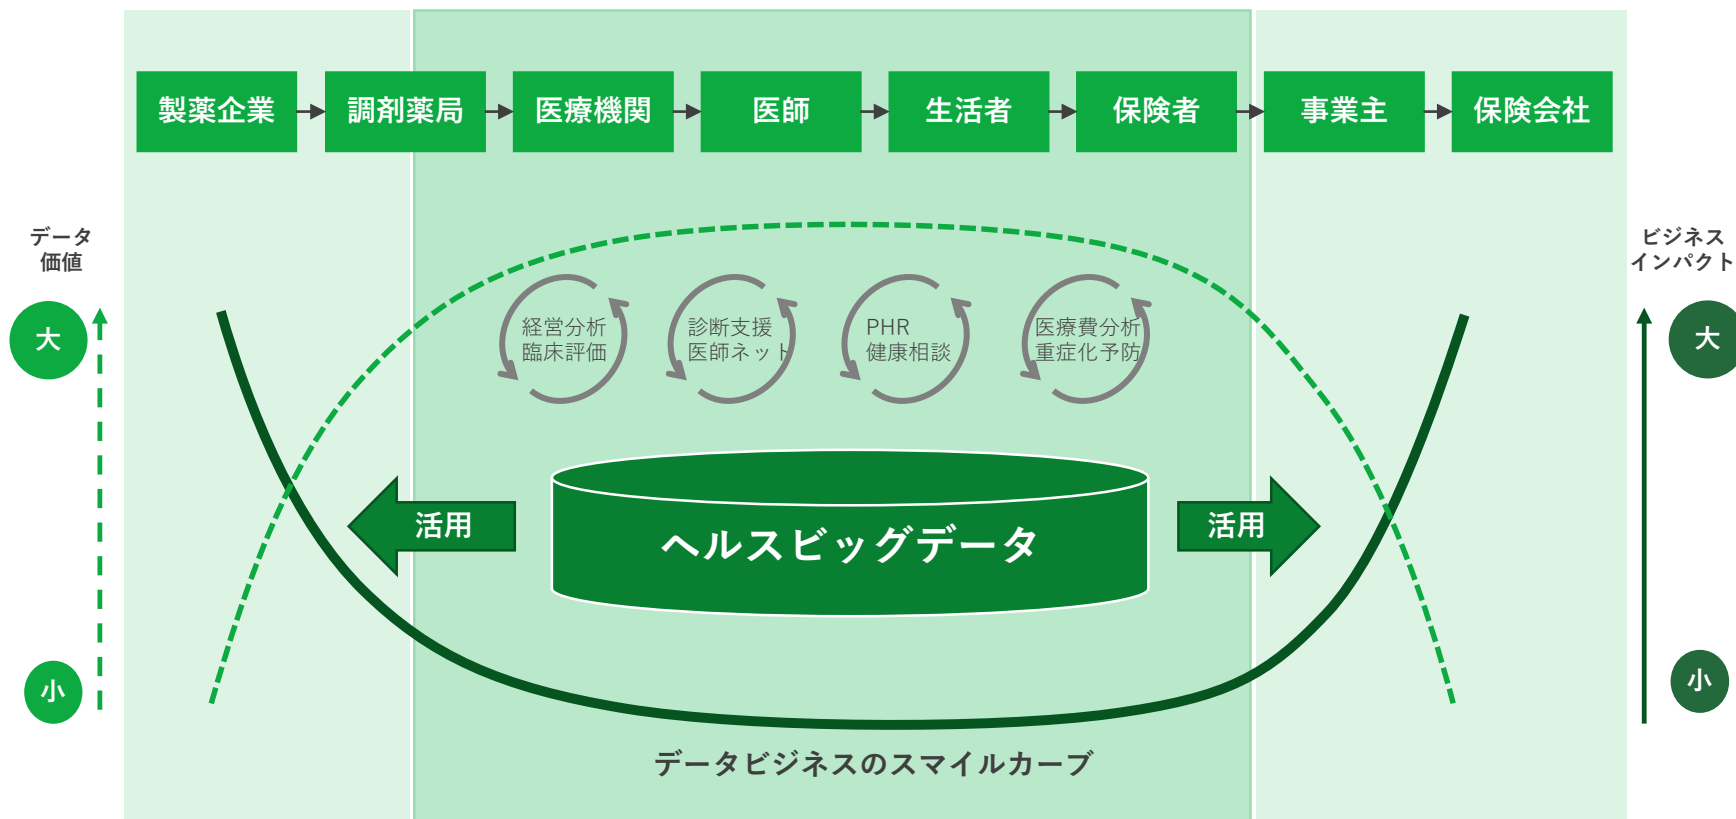 製薬企業
調剤薬局
医療機関
医師
生活者
保険者
事業主
保険会社
データ
価値
大
小
ビジネス
インパクト
大
小
経営分析
臨床評価
診断支援
医師ネット
PHR
健康相談
医療費分析
重症化予防
活用
ヘルスビッグデータ
活用
データビジネスのスマイルカーブ